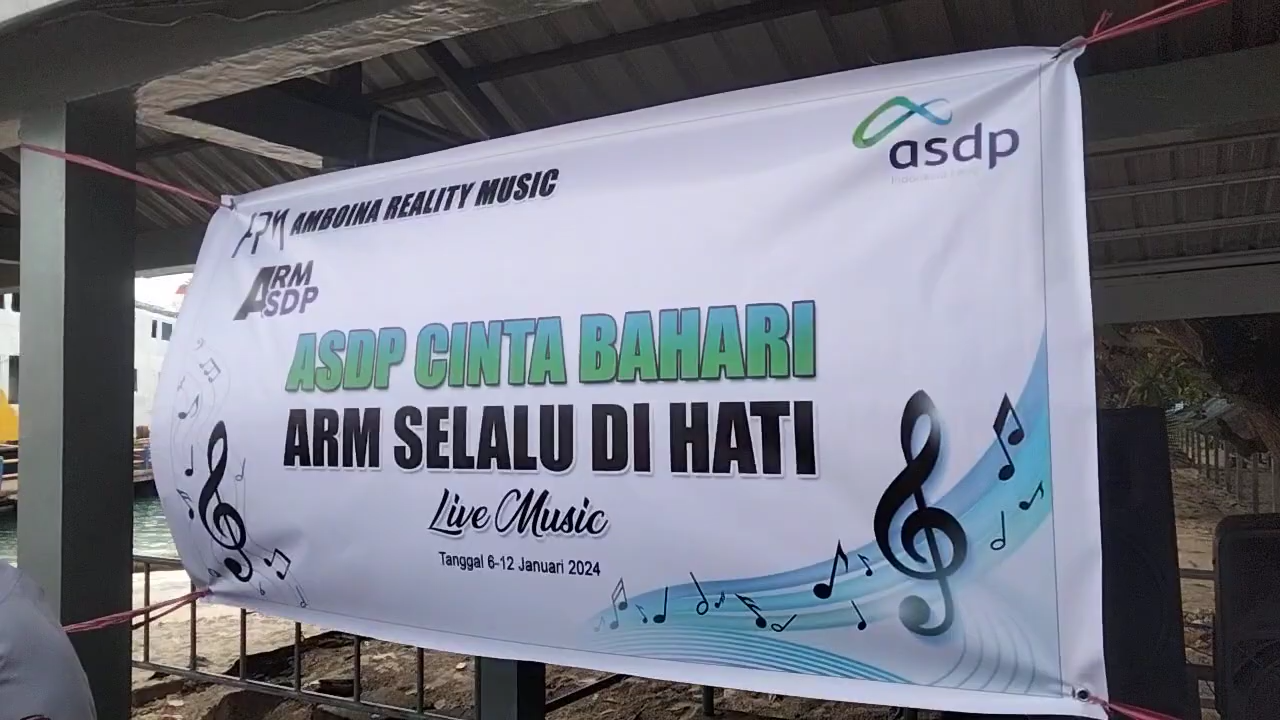 ARM AMBOINA REALITY MUSIC
asdp
ARM
ASDP
ASDP CINTA BAHARI
ARM SELALU DI HATI
Live Music
Tanggal 6-12 Januari 2024